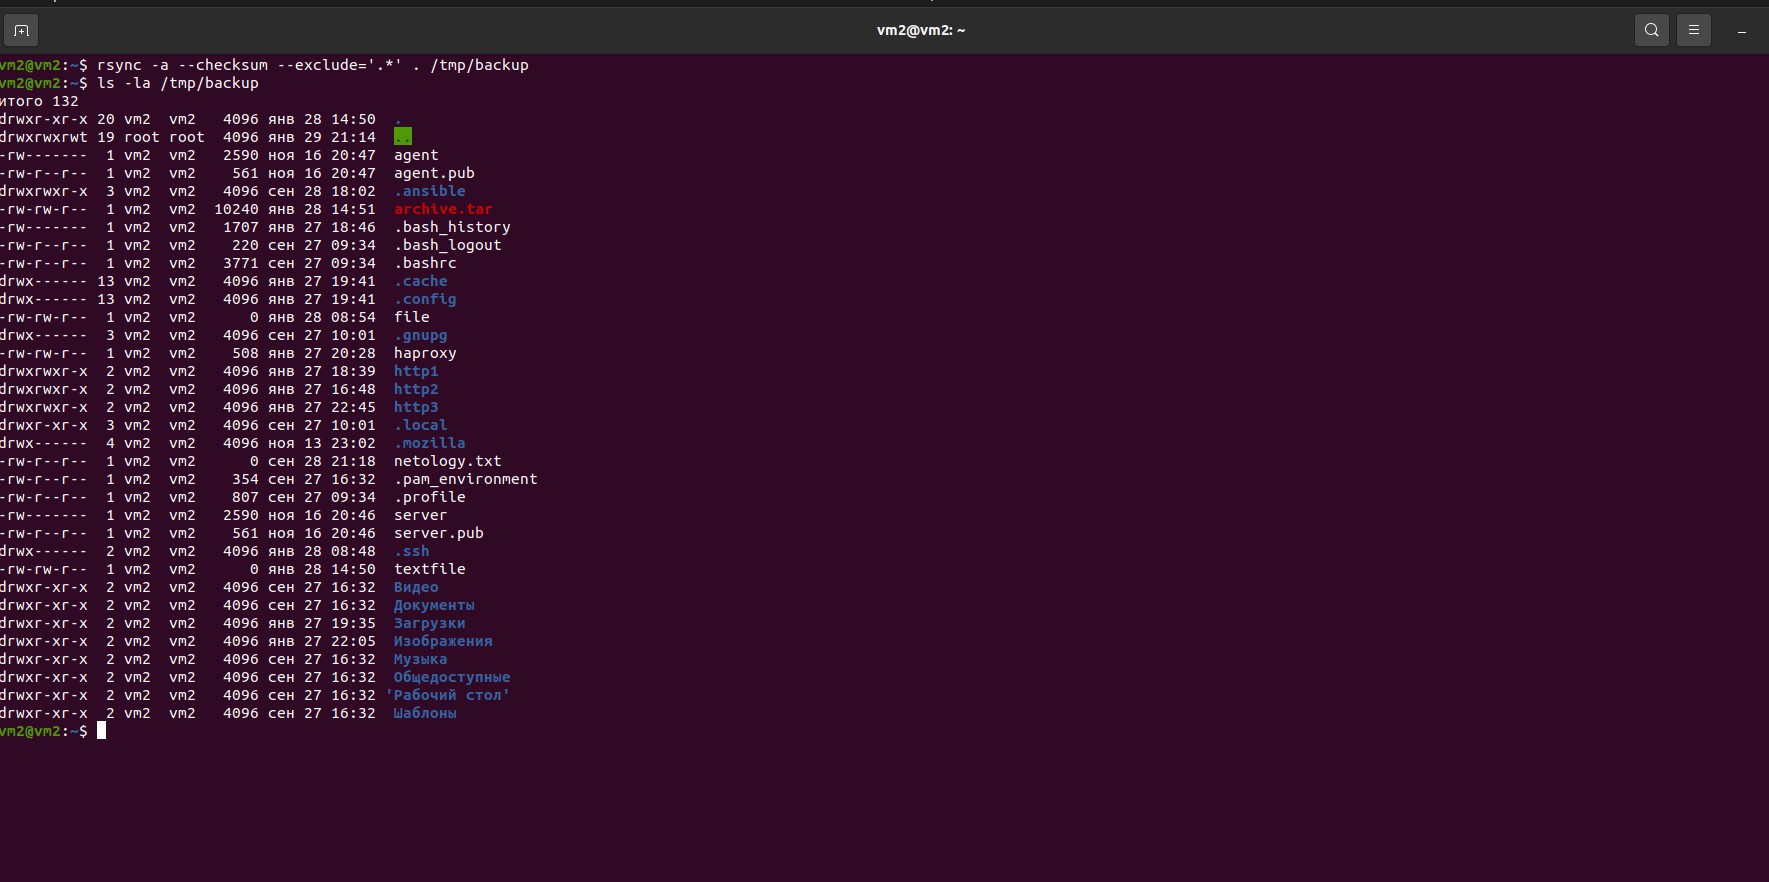 vm2@vm2: ~
vm2@vm2:~$ rsync -a --checksum --exclude='.*' . /tmp/backup
vm2@vm2:~$ ls -la /tmp/backup
итого 132
drwxr-xr-x 20 vm2  vm2   4096 янв 28 14:50  .
drwxrwxrwt 19 root root  4096 янв 29 21:14  ..
-rw-------  1 vm2  vm2   2590 ноя 16 20:47  agent
-rw-r--r--  1 vm2  vm2    561 ноя 16 20:47  agent.pub
drwxrwxr-x  3 vm2  vm2   4096 сен 28 18:02  .ansible
-rw-rw-r--  1 vm2  vm2  10240 янв 28 14:51  archive.tar
-rw-------  1 vm2  vm2   1707 янв 27 18:46  .bash_history
-rw-r--r--  1 vm2  vm2    220 сен 27 09:34  .bash_logout
-rw-r--r--  1 vm2  vm2   3771 сен 27 09:34  .bashrc
drwx------ 13 vm2  vm2   4096 янв 27 19:41  .cache
drwx------ 13 vm2  vm2   4096 янв 27 19:41  .config
-rw-rw-r--  1 vm2  vm2      0 янв 28 08:54  file
drwx------  3 vm2  vm2   4096 сен 27 10:01  .gnupg
-rw-rw-r--  1 vm2  vm2    508 янв 27 20:28  haproxy
drwxrwxr-x  2 vm2  vm2   4096 янв 27 18:39  http1
drwxrwxr-x  2 vm2  vm2   4096 янв 27 16:48  http2
drwxrwxr-x  2 vm2  vm2   4096 янв 27 22:45  http3
drwxr-xr-x  3 vm2  vm2   4096 сен 27 10:01  .local
drwx------  4 vm2  vm2   4096 ноя 13 23:02  .mozilla
-rw-r--r--  1 vm2  vm2      0 сен 28 21:18  netology.txt
-rw-r--r--  1 vm2  vm2    354 сен 27 16:32  .pam_environment
-rw-r--r--  1 vm2  vm2    807 сен 27 09:34  .profile
-rw-------  1 vm2  vm2   2590 ноя 16 20:46  server
-rw-r--r--  1 vm2  vm2    561 ноя 16 20:46  server.pub
drwx------  2 vm2  vm2   4096 янв 28 08:48  .ssh
-rw-rw-r--  1 vm2  vm2      0 янв 28 14:50  textfile
drwxr-xr-x  2 vm2  vm2   4096 сен 27 16:32  Видео
drwxr-xr-x  2 vm2  vm2   4096 сен 27 16:32  Документы
drwxr-xr-x  2 vm2  vm2   4096 янв 27 19:35  Загрузки
drwxr-xr-x  2 vm2  vm2   4096 янв 27 22:05  Изображения
drwxr-xr-x  2 vm2  vm2   4096 сен 27 16:32  Музыка
drwxr-xr-x  2 vm2  vm2   4096 сен 27 16:32  Общедоступные
drwxr-xr-x  2 vm2  vm2   4096 сен 27 16:32 'Рабочий стол'
drwxr-xr-x  2 vm2  vm2   4096 сен 27 16:32  Шаблоны
vm2@vm2:~$